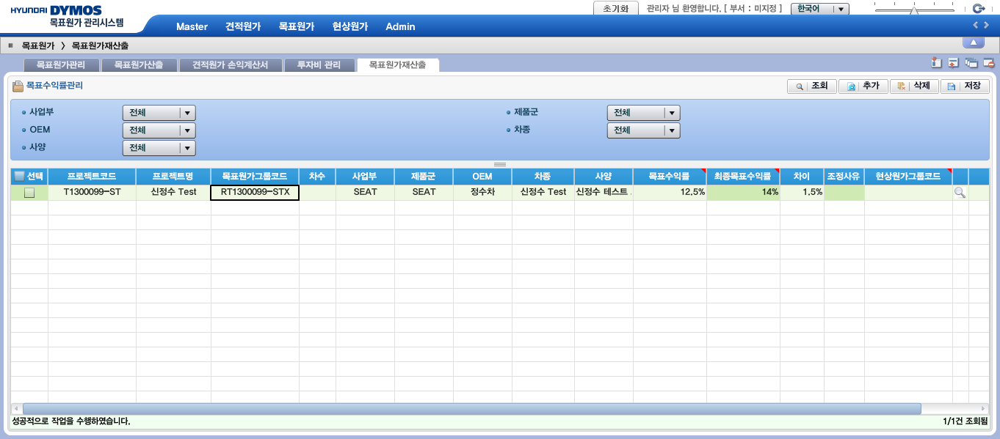 HYUNDAI DYMOS
목표원가 관리시스템
초기화 관리자 님 환영합니다. [ 부서 : 미지정 ] 한국어
Master 견적원가 목표원가 현상원가 Admin
목표원가 > 목표원가재산출
목표원가관리 목표원가산출 견적원가 손익계산서 투자비 관리 목표원가재산출
목표수익률관리 조회 추가 삭제 저장
사업부 전체 제품군 전체
OEM 전체 차종 전체
사양 전체
선택 프로젝트코드 프로젝트명 목표원가그룹코드 차수 사업부 제품군 OEM 차종 사양 목표수익률 최종목표수익률 차이 조정사유 현상원가그룹코드
T1300099-ST 신정수 Test RT1300099-STX SEAT SEAT 정수차 신정수 Test 신정수 테스트 . 12.5% 14% 1.5%
성공적으로 작업을 수행하였습니다. 1/1건 조회됨